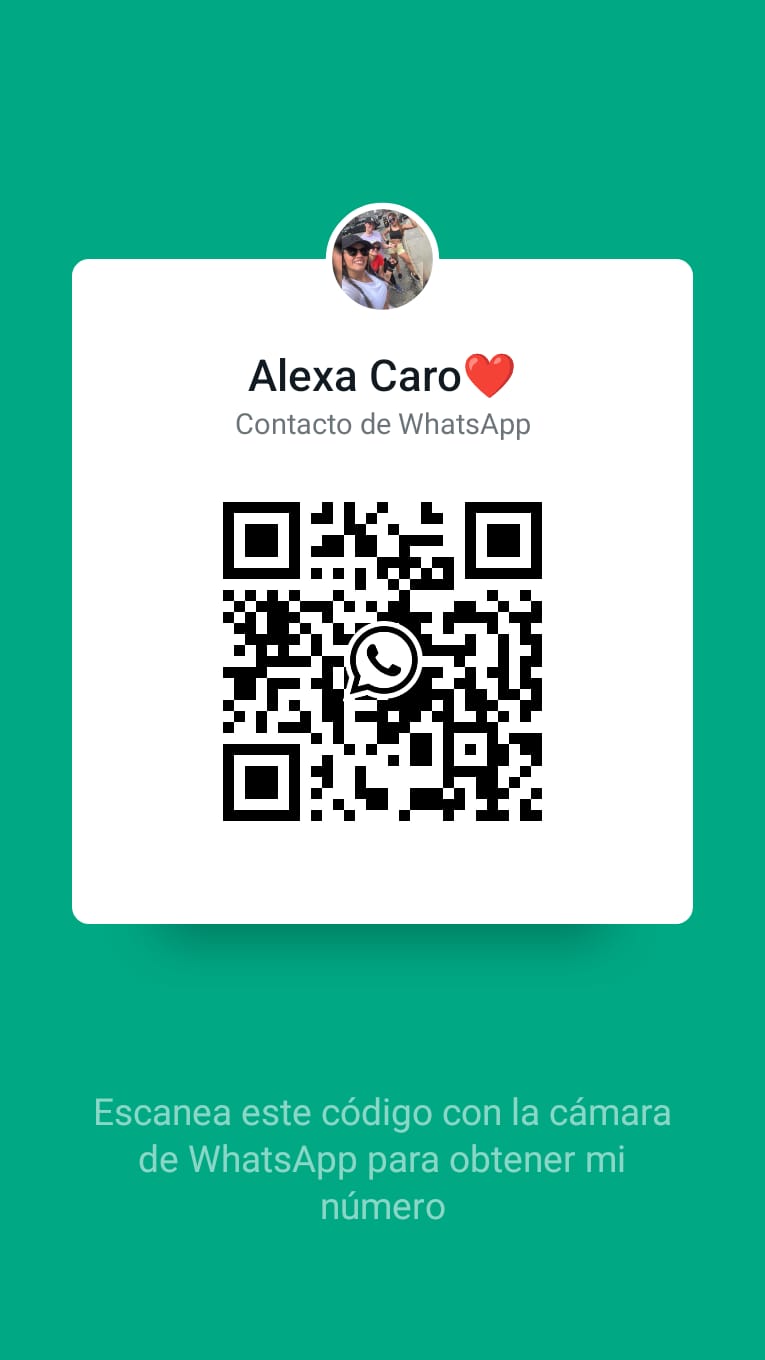 Alexa Caro❤️
Contacto de WhatsApp
Escanea este código con la cámara
de WhatsApp para obtener mi
número